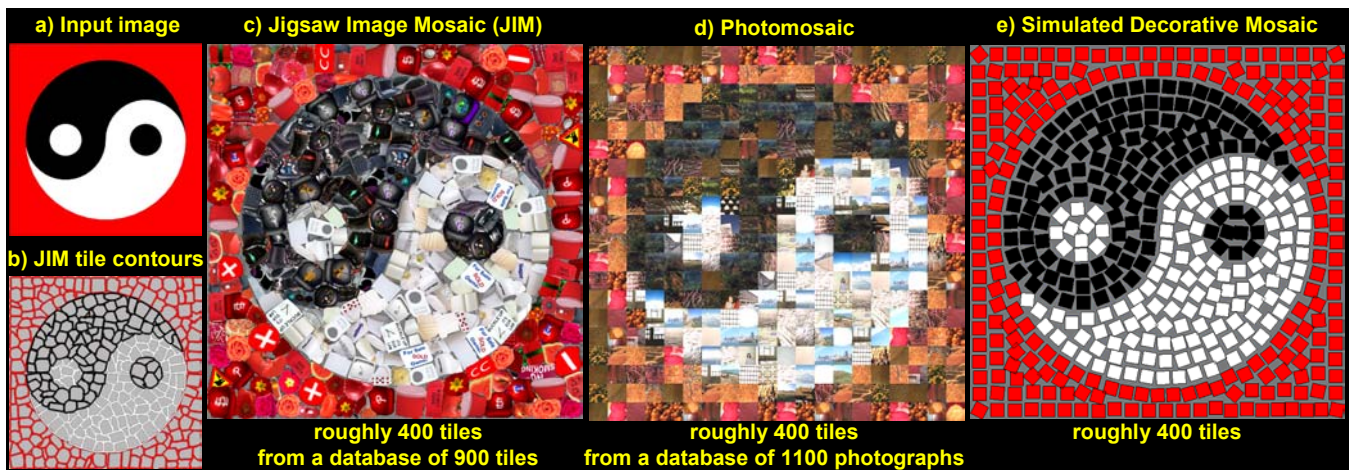 a) Input image
c) Jigsaw Image Mosaic (JIM)
d) Photomosaic
e) Simulated Decorative Mosaic
b) JIM tile contours
roughly 400 tiles
from a database of 900 tiles
roughly 400 tiles
from a database of 1100 photographs
roughly 400 tiles